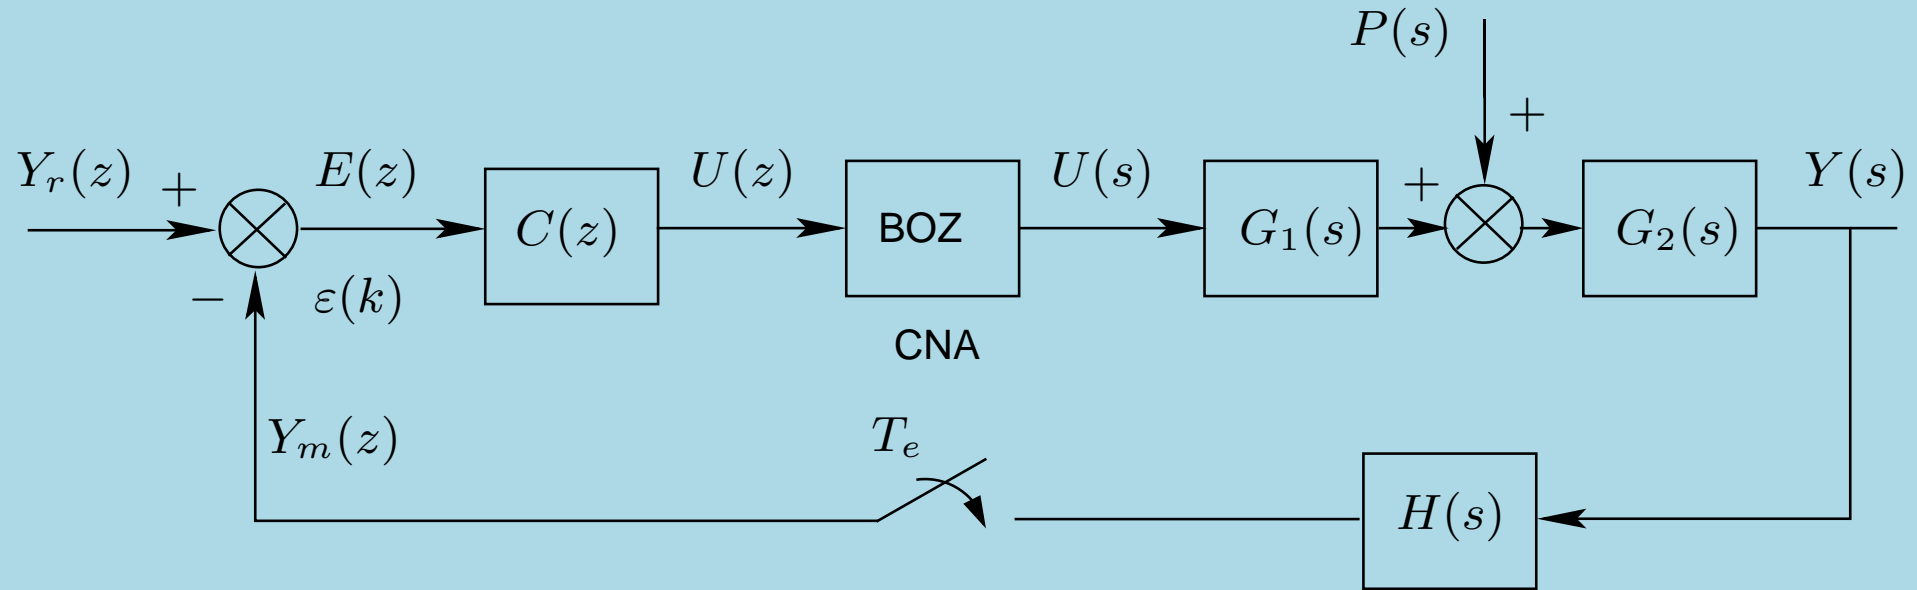 P(s)
+
Y_r(z)
+
E(z)
U(z)
U(s)
+
Y(s)
C(z)
BOZ
G_1(s)
G_2(s)
−
ε(k)
CNA
Y_m(z)
T_e
H(s)